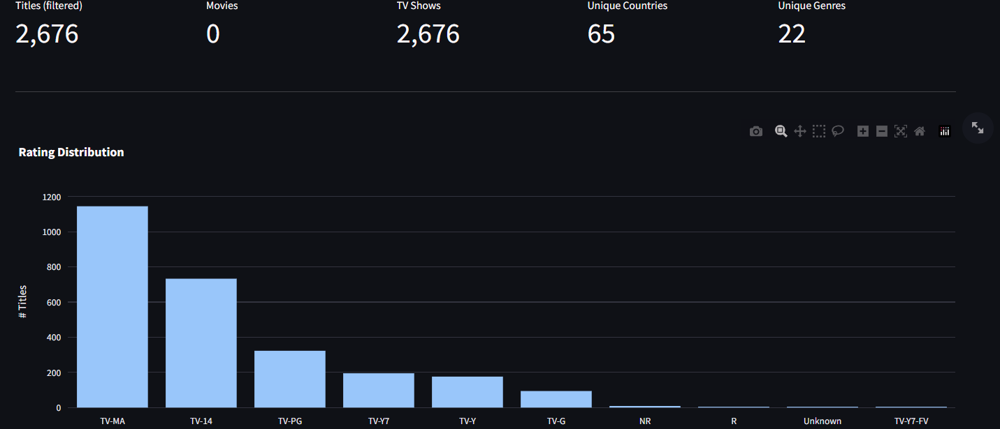 Titles (filtered) Movies TV Shows Unique Countries Unique Genres
2,676 0 2,676 65 22
Rating Distribution
1200
1000
800
600
400
200
0
# Titles
TV-MA TV-14 TV-PG TV-Y7 TV-Y TV-G NR R Unknown TV-Y7-FV